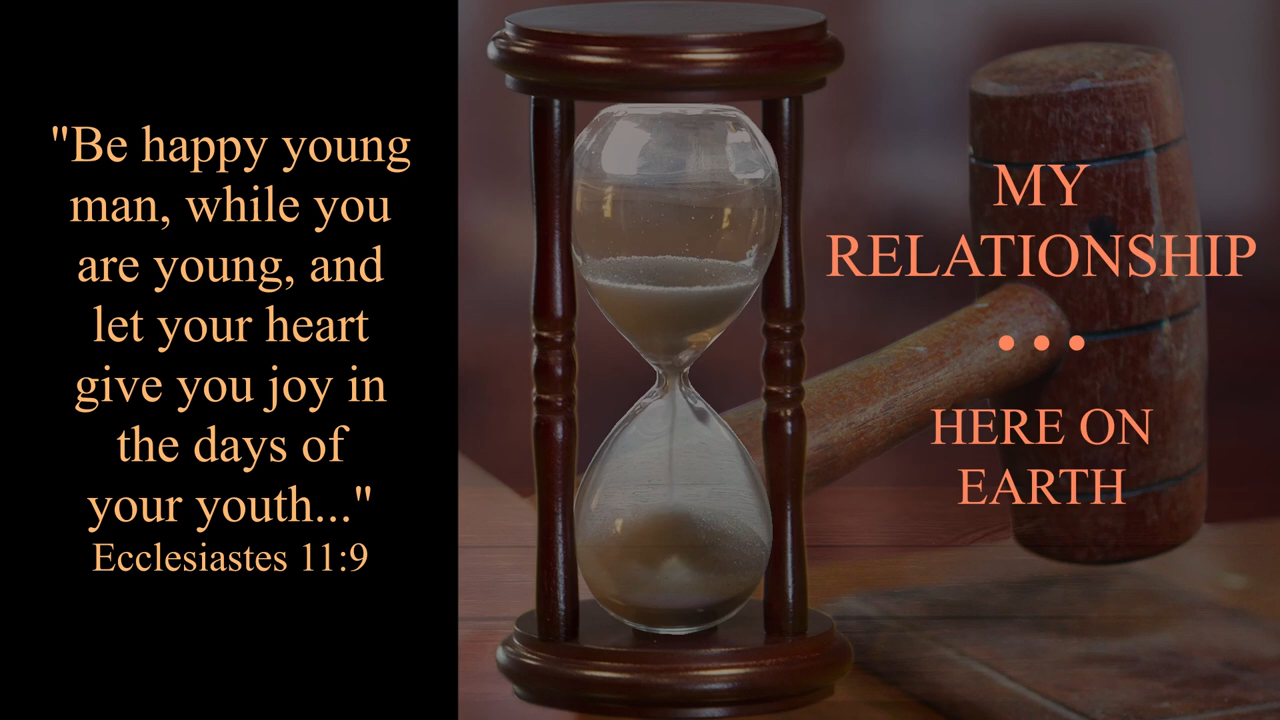 "Be happy young
man, while you
are young, and
let your heart
give you joy in
the days of
your youth..."
Ecclesiastes 11:9
MY
RELATIONSHIP
• • •
HERE ON
EARTH